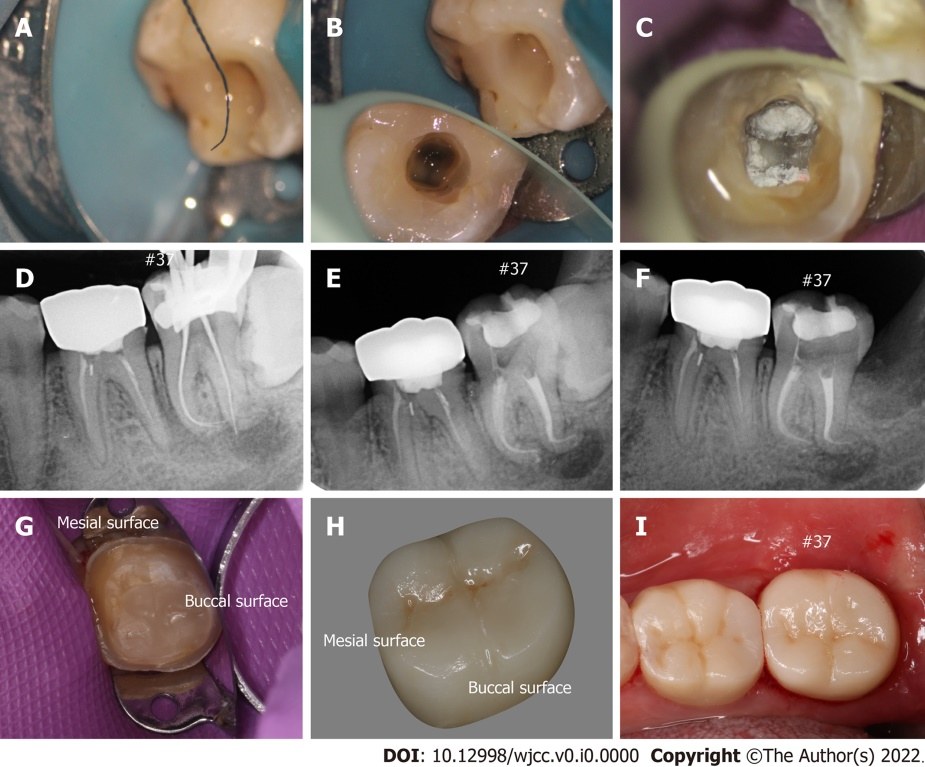 A
B
C
D
#37
E
#37
F
#37
G
Mesial surface
Buccal surface
H
Mesial surface
Buccal surface
I
#37
DOI: 10.12998/wjcc.v0.i0.0000 Copyright ©The Author(s) 2022.